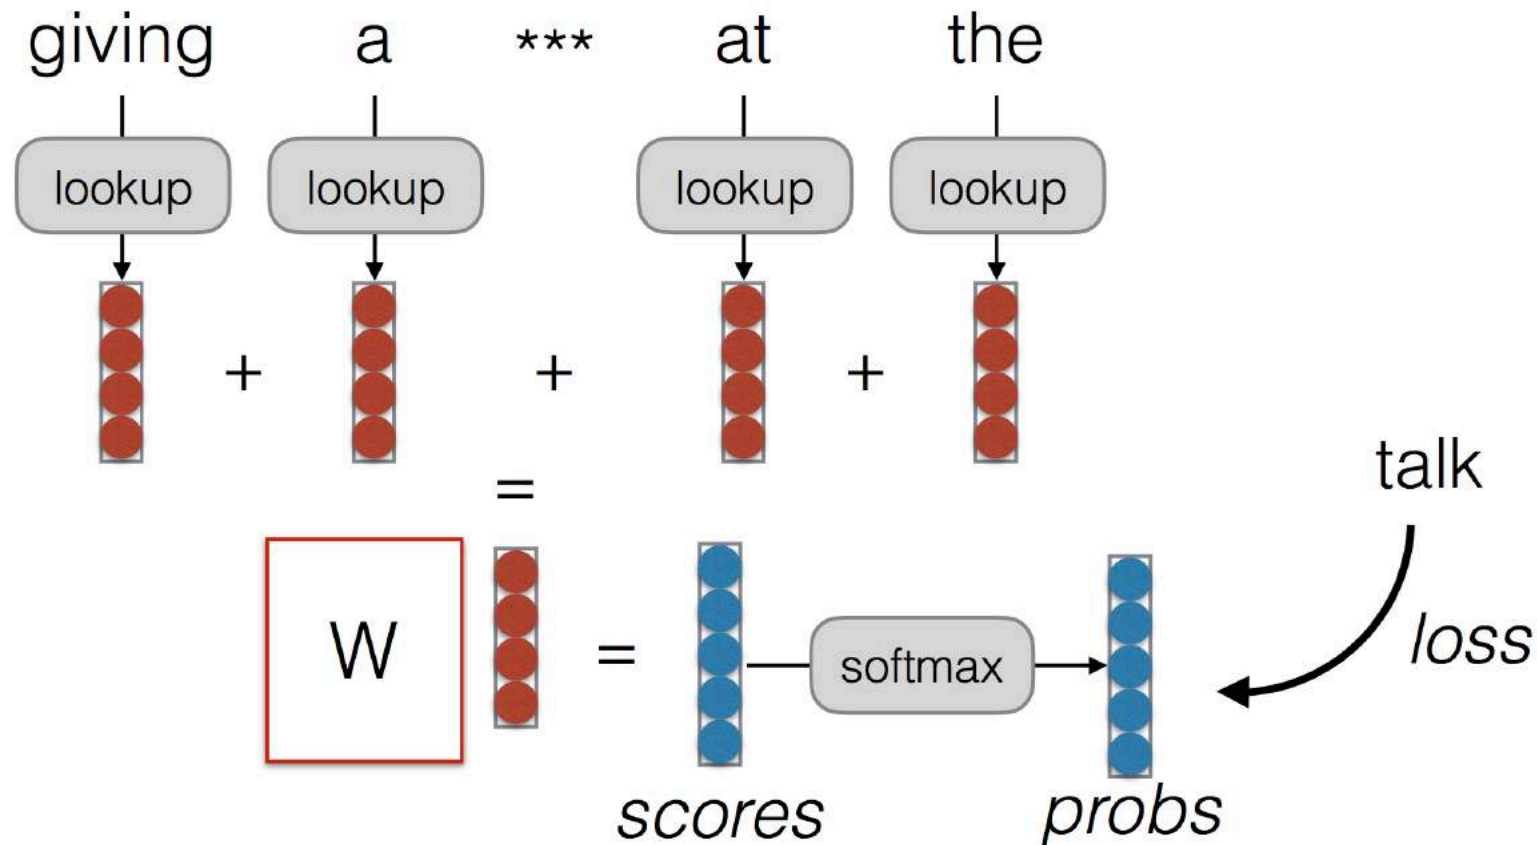 giving a *** at the
lookup lookup lookup lookup
+ + +
=
talk
W = softmax loss
scores probs